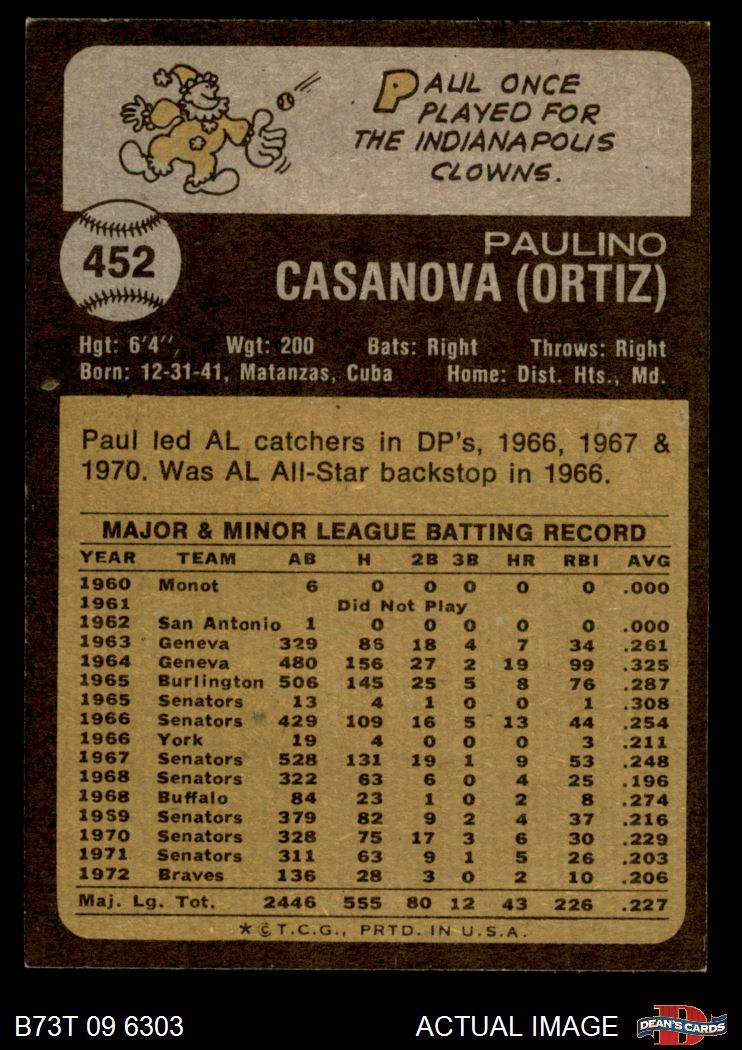 PAUL ONCE
PLAYED FOR
THE INDIANAPOLIS
CLOWNS.
452
PAULINO
CASANOVA (ORTIZ)
Hgt: 6'4", Wgt: 200 Bats: Right Throws: Right
Born: 12-31-41, Matanzas, Cuba Home: Dist. Hts., Md.
Paul led AL catchers in DP's, 1966, 1967 &
1970. Was AL All-Star backstop in 1966.
MAJOR & MINOR LEAGUE BATTING RECORD
YEAR TEAM AB H 2B 3B HR RBI AVG
1960 Monot 6 0 0 0 0 0 .000
1961 Did Not Play
1962 San Antonio 1 0 0 0 0 0 .000
1963 Geneva 329 86 18 4 7 34 .261
1964 Geneva 480 156 27 2 19 99 .325
1965 Burlington 506 145 25 5 8 76 .287
1965 Senators 13 4 1 0 0 1 .308
1966 Senators 429 109 16 5 13 44 .254
1966 York 19 4 0 0 0 3 .211
1967 Senators 528 131 19 1 9 53 .248
1968 Senators 322 63 6 0 4 25 .196
1968 Buffalo 84 23 1 0 2 8 .274
1969 Senators 379 82 9 2 4 37 .216
1970 Senators 328 75 17 3 6 30 .229
1971 Senators 311 63 9 1 5 26 .203
1972 Braves 136 28 3 0 2 10 .206
Maj. Lg. Tot. 2446 555 80 12 43 226 .227
* © T.C.G., PRTD. IN U.S.A.
B73T 09 6303 ACTUAL IMAGE
D
DEAN'S CARDS